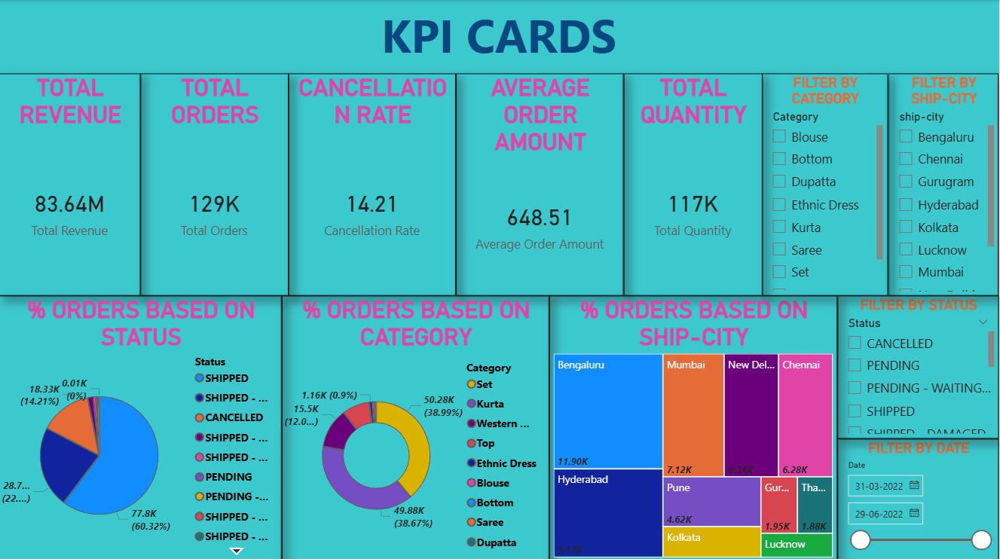 KPI CARDS
TOTAL
REVENUE
83.64M
Total Revenue
TOTAL
ORDERS
129K
Total Orders
CANCELLATIO
N RATE
14.21
Cancellation Rate
AVERAGE
ORDER
AMOUNT
648.51
Average Order Amount
TOTAL
QUANTITY
117K
Total Quantity
FILTER BY
CATEGORY
Category
Blouse
Bottom
Dupatta
Ethnic Dress
Kurta
Saree
Set
FILTER BY
SHIP-CITY
ship-city
Bengaluru
Chennai
Gurugram
Hyderabad
Kolkata
Lucknow
Mumbai
% ORDERS BASED ON
STATUS
0.01K
(0%)
18.33K
(14.21%)
28.7...
(22....)
77.8K
(60.32%)
Status
SHIPPED
SHIPPED - ...
CANCELLED
SHIPPED - ...
SHIPPED - ...
PENDING
PENDING -...
SHIPPED - ...
SHIPPED - ...
% ORDERS BASED ON
CATEGORY
1.16K (0.9%)
15.5K
(12.0...)
50.28K
(38.99%)
49.88K
(38.67%)
Category
Set
Kurta
Western ...
Top
Ethnic Dress
Blouse
Bottom
Saree
Dupatta
% ORDERS BASED ON
SHIP-CITY
Bengaluru
11.90K
Hyderabad
9.13K
Mumbai
7.12K
New Del...
6.34K
Chennai
6.28K
Pune
4.62K
Kolkata
Gur...
1.95K
Tha...
1.88K
Lucknow
FILTER BY STATUS
Status
CANCELLED
PENDING
PENDING - WAITING...
SHIPPED
SHIPPED - DAMAGED
FILTER BY DATE
Date
31-03-2022
29-06-2022